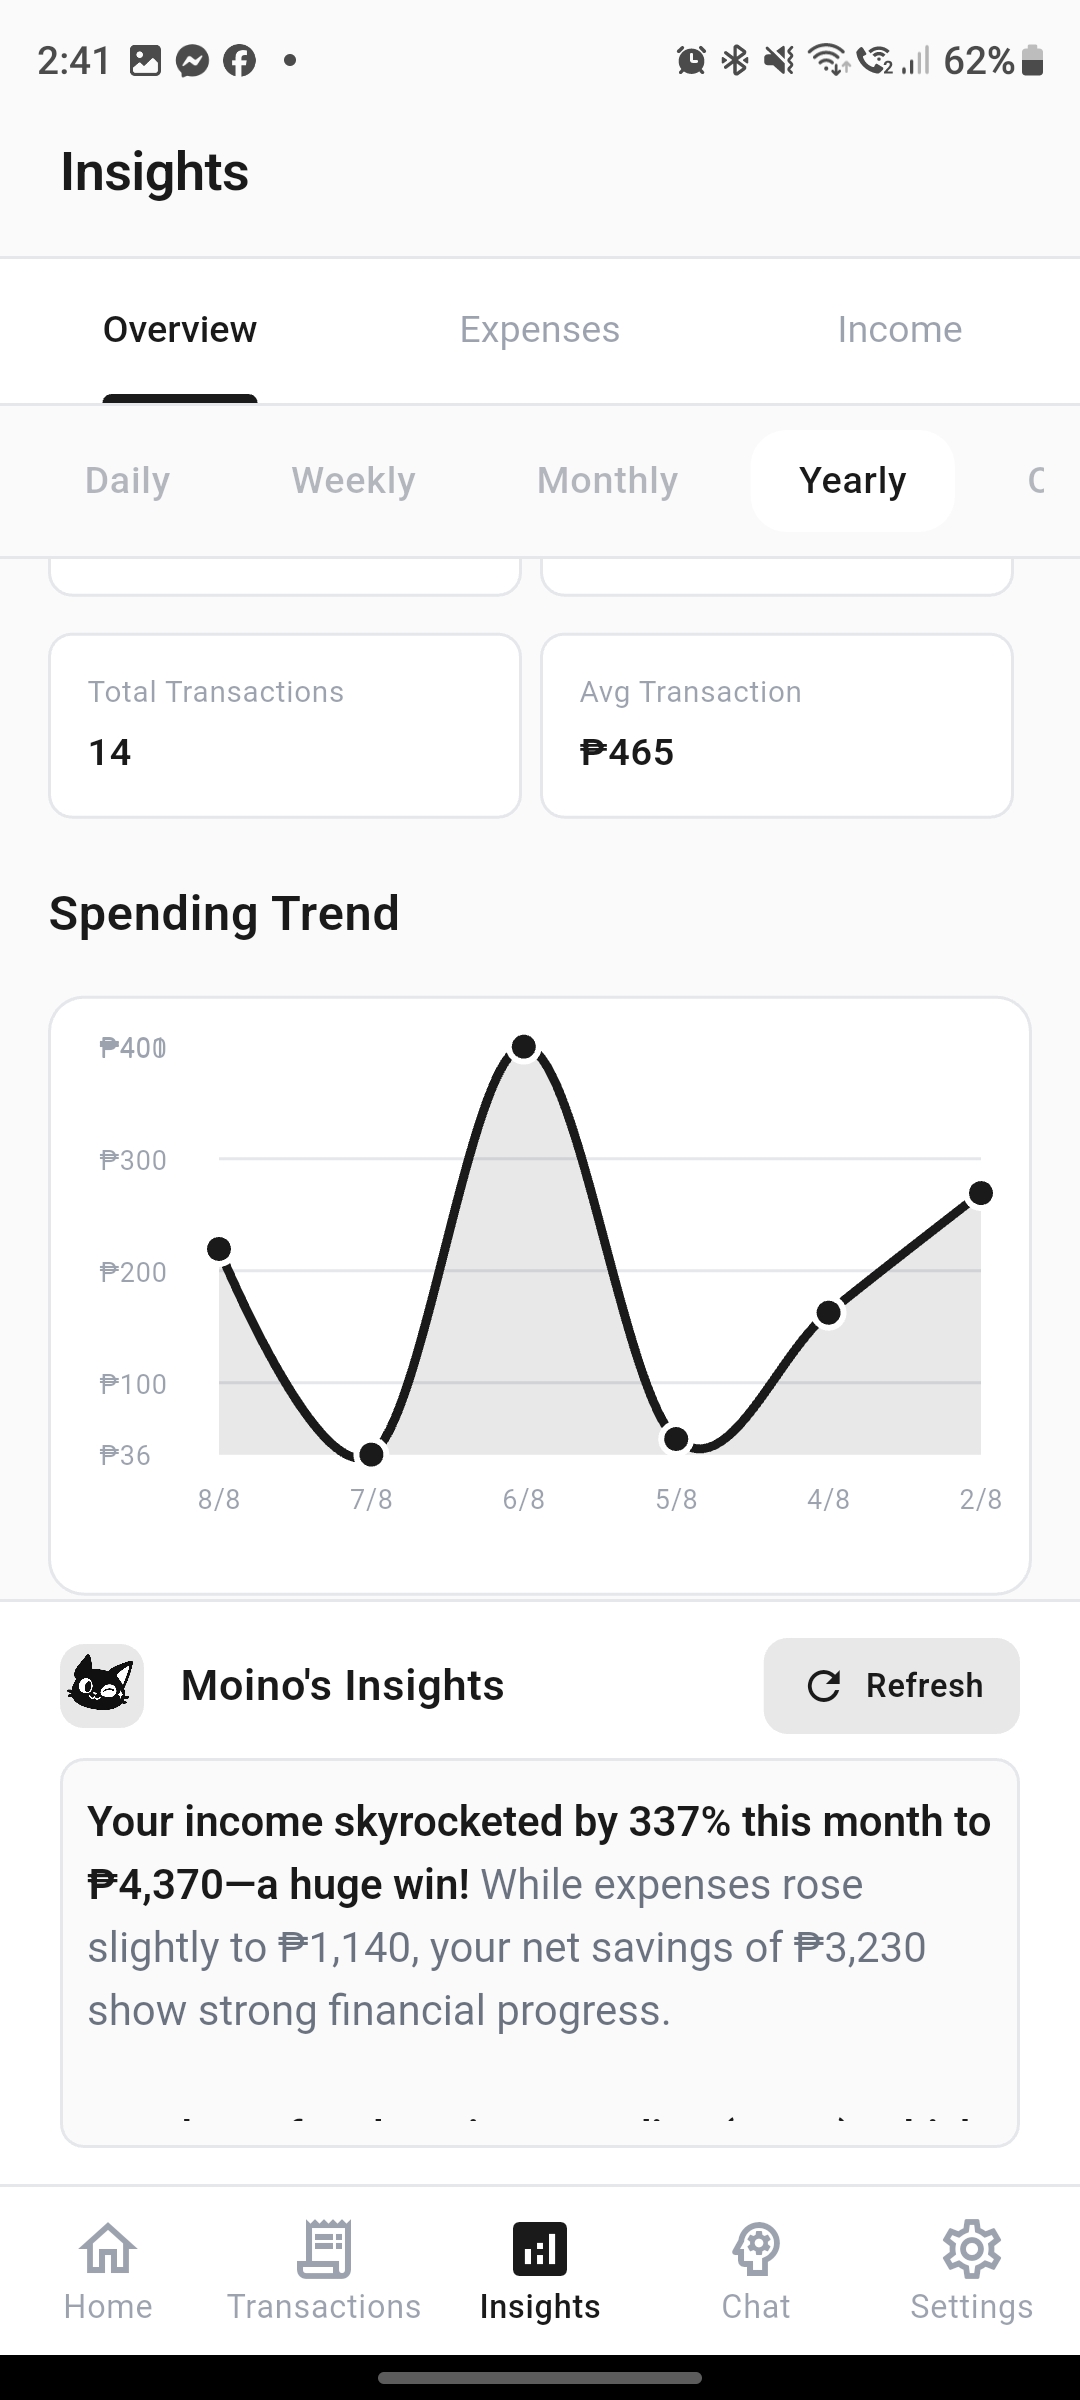 2:41
62%
Insights
Overview Expenses Income
Daily Weekly Monthly Yearly
Total Transactions Avg Transaction
14 ₱465
Spending Trend
₱400
₱300
₱200
₱100
₱36
8/8 7/8 6/8 5/8 4/8 2/8
Moino's Insights Refresh
Your income skyrocketed by 337% this month to
₱4,370—a huge win! While expenses rose
slightly to ₱1,140, your net savings of ₱3,230
show strong financial progress.
Home Transactions Insights Chat Settings